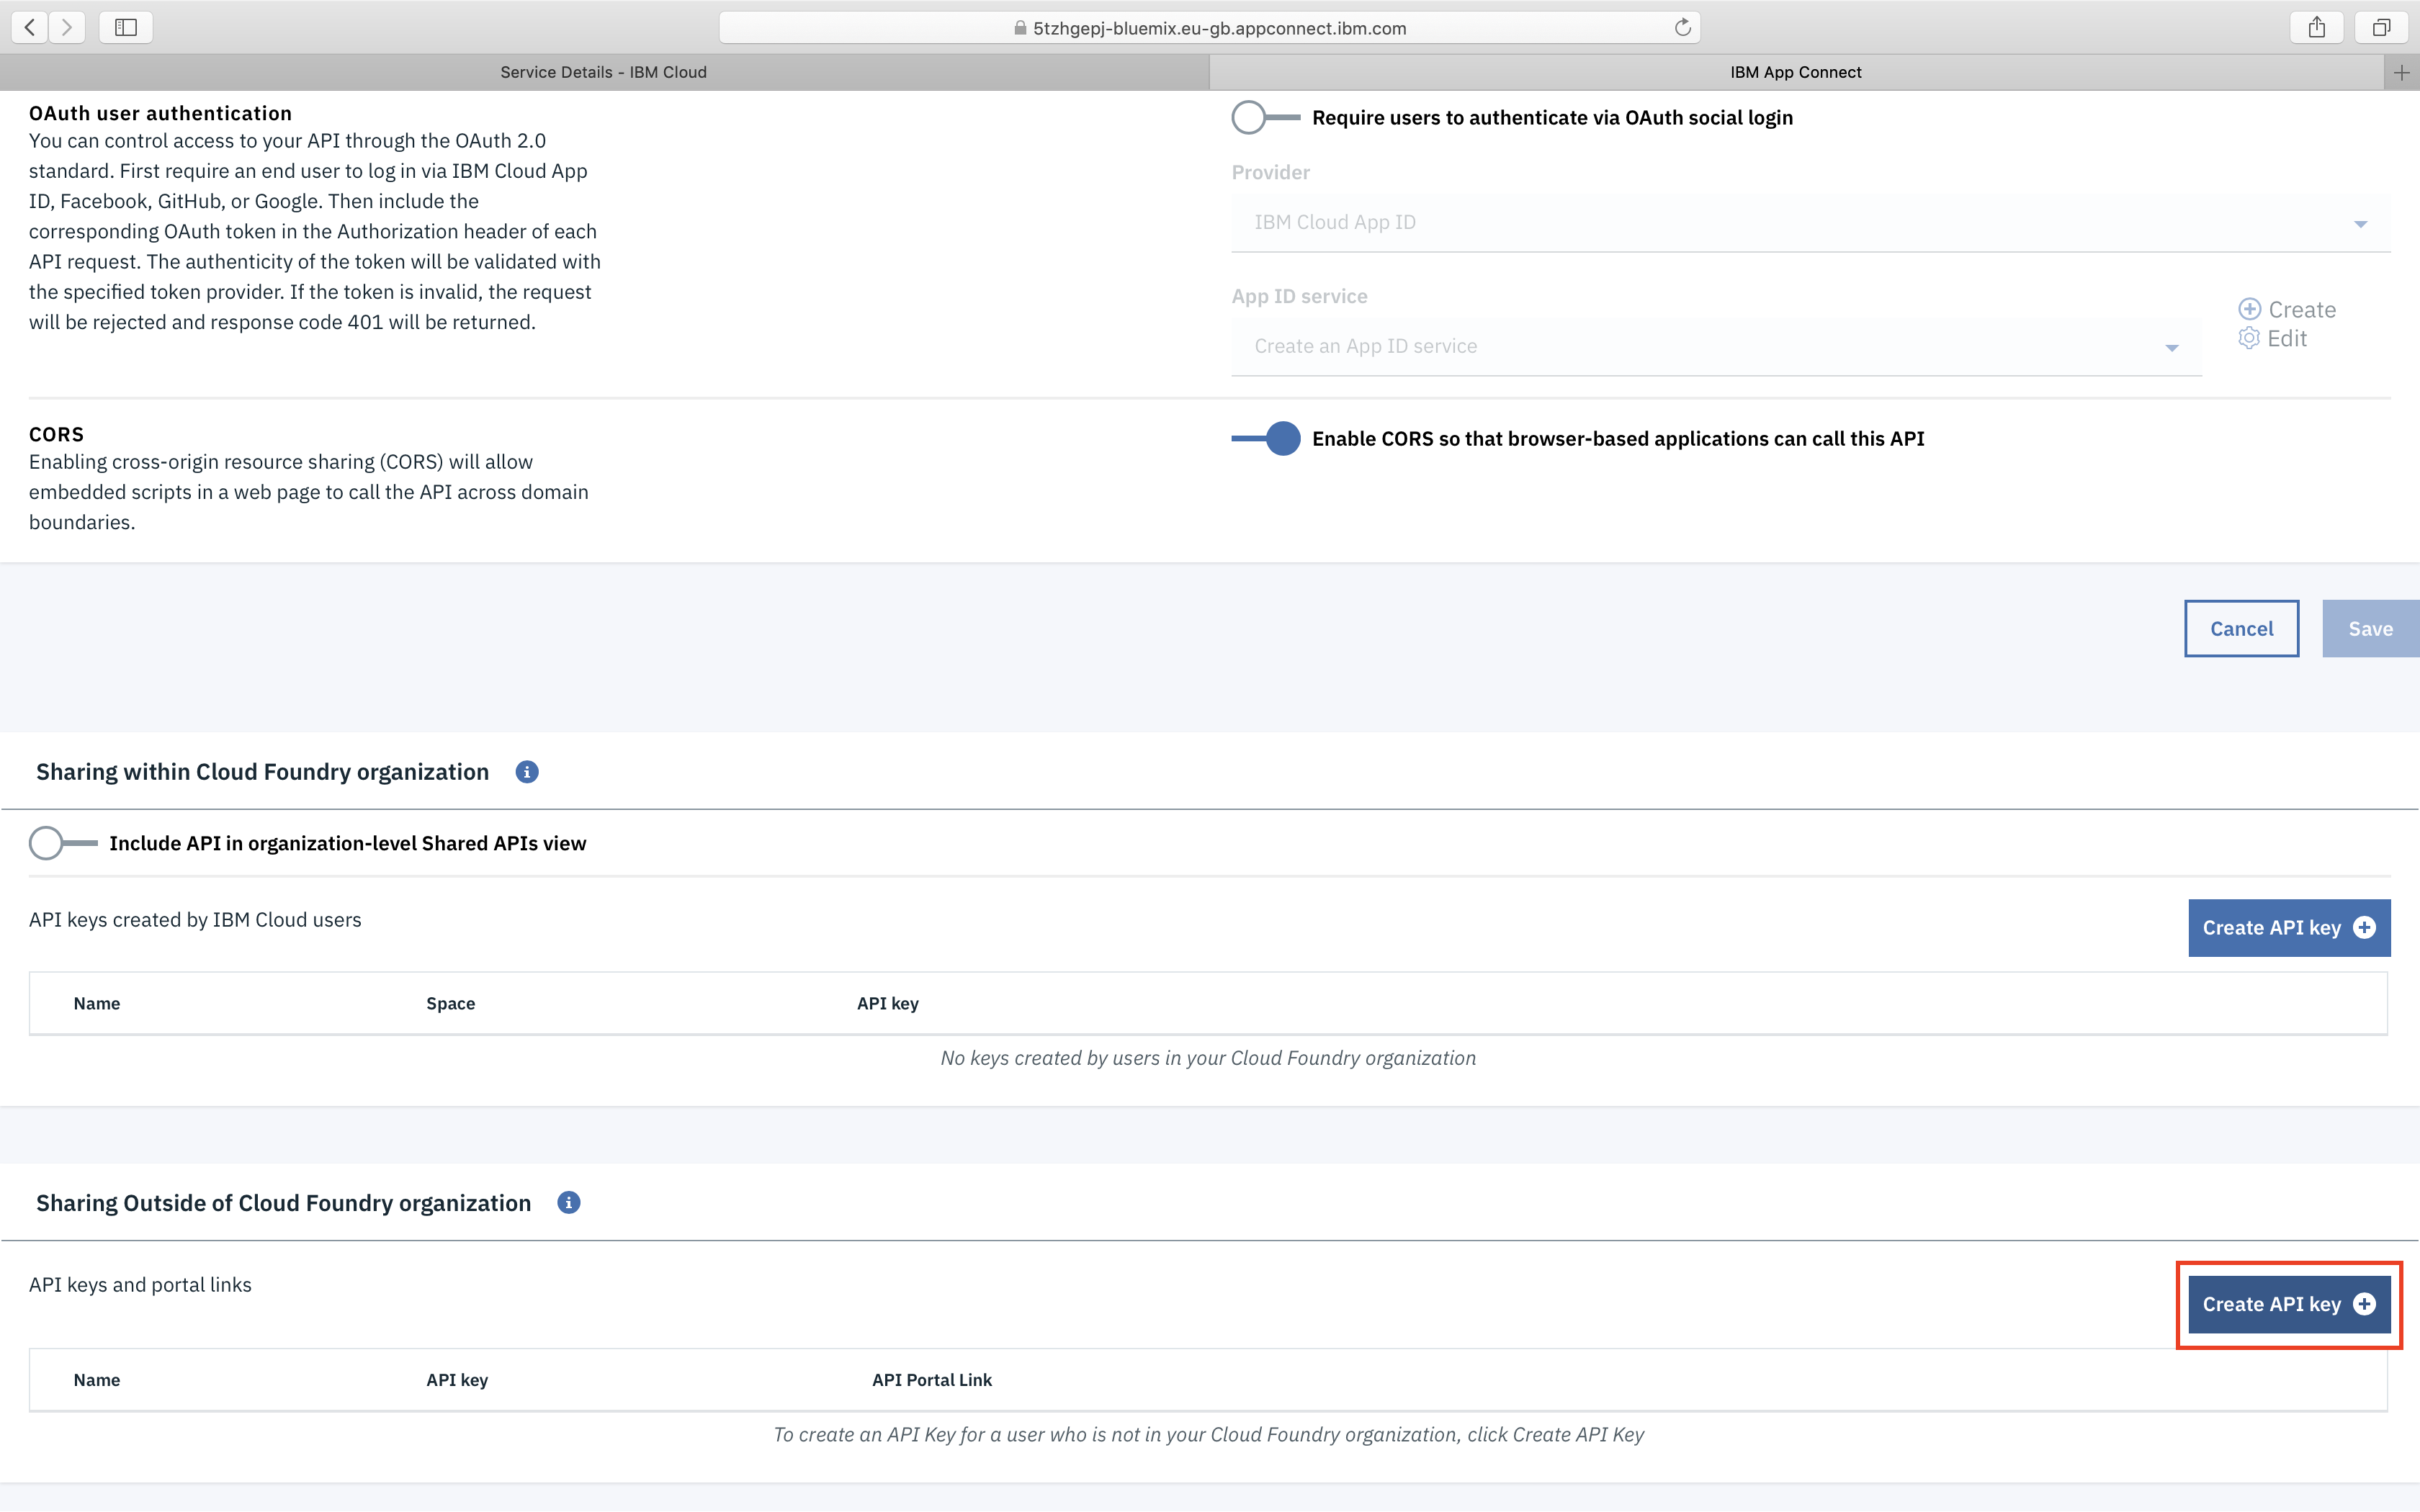 5tzhgepj-bluemix.eu-gb.appconnect.ibm.com
Service Details - IBM Cloud
IBM App Connect
OAuth user authentication
You can control access to your API through the OAuth 2.0
standard. First require an end user to log in via IBM Cloud App
ID, Facebook, GitHub, or Google. Then include the
corresponding OAuth token in the Authorization header of each
API request. The authenticity of the token will be validated with
the specified token provider. If the token is invalid, the request
will be rejected and response code 401 will be returned.
Require users to authenticate via OAuth social login
Provider
IBM Cloud App ID
App ID service
Create an App ID service
Create
Edit
CORS
Enabling cross-origin resource sharing (CORS) will allow
embedded scripts in a web page to call the API across domain
boundaries.
Enable CORS so that browser-based applications can call this API
Cancel
Save
Sharing within Cloud Foundry organization
Include API in organization-level Shared APIs view
API keys created by IBM Cloud users
Create API key
Name Space API key
No keys created by users in your Cloud Foundry organization
Sharing Outside of Cloud Foundry organization
API keys and portal links
Create API key
Name API key API Portal Link
To create an API Key for a user who is not in your Cloud Foundry organization, click Create API Key